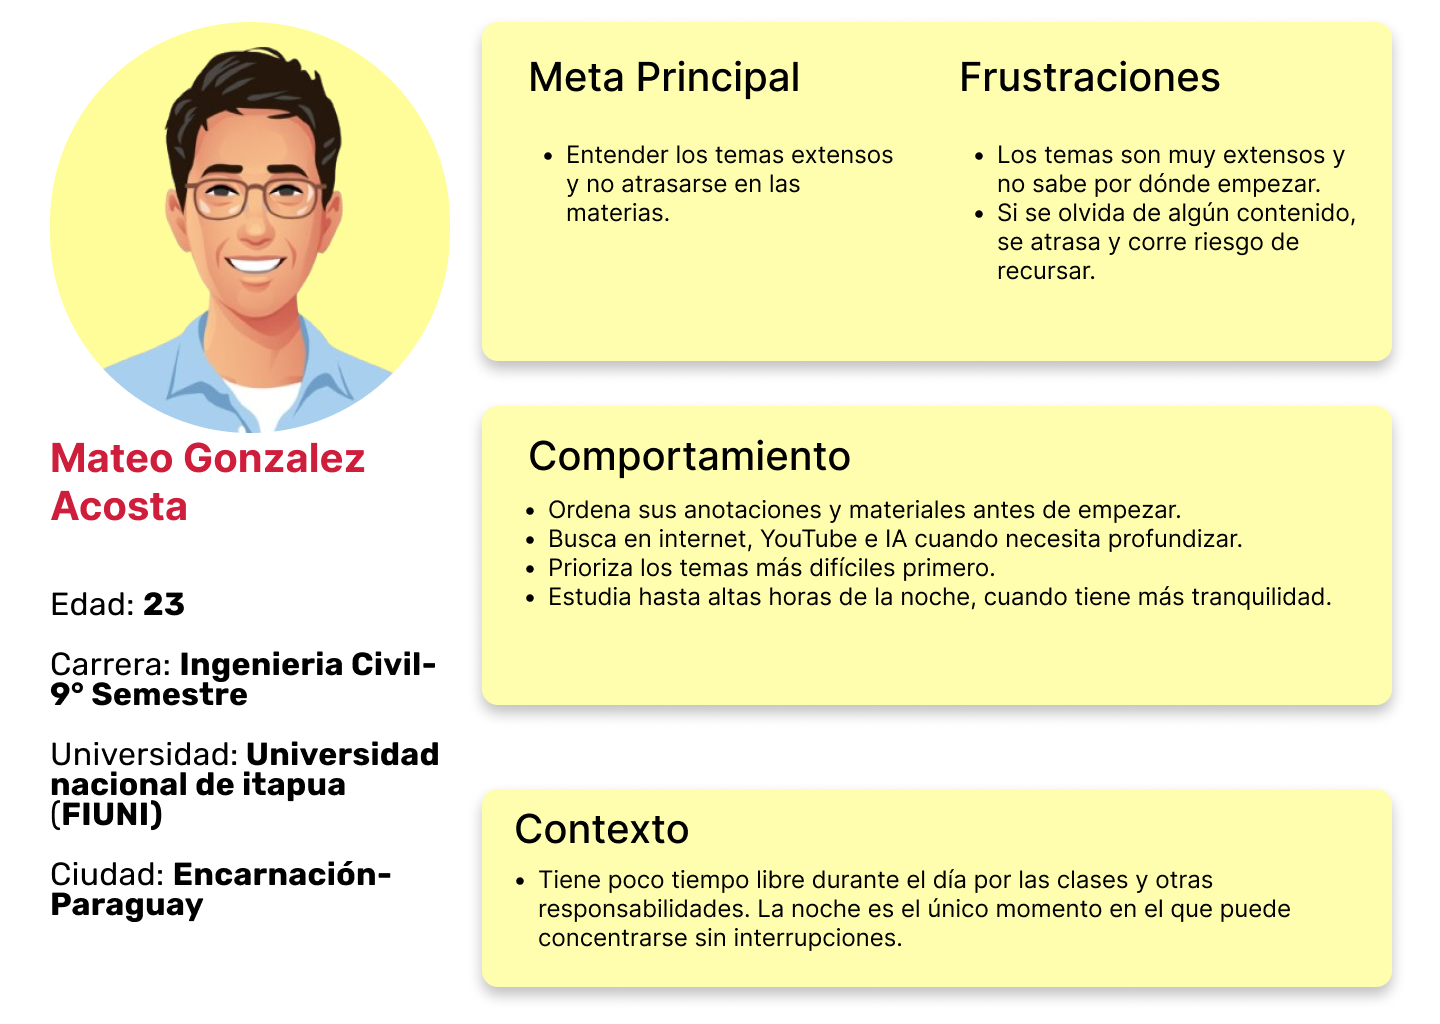 Mateo Gonzalez
Acosta
Edad: 23
Carrera: Ingenieria Civil-
9° Semestre
Universidad: Universidad
nacional de itapua
(FIUNI)
Ciudad: Encarnación-
Paraguay
Meta Principal
• Entender los temas extensos
y no atrasarse en las
materias.
Frustraciones
• Los temas son muy extensos y
no sabe por dónde empezar.
• Si se olvida de algún contenido,
se atrasa y corre riesgo de
recursar.
Comportamiento
• Ordena sus anotaciones y materiales antes de empezar.
• Busca en internet, YouTube e IA cuando necesita profundizar.
• Prioriza los temas más difíciles primero.
• Estudia hasta altas horas de la noche, cuando tiene más tranquilidad.
Contexto
• Tiene poco tiempo libre durante el día por las clases y otras
responsabilidades. La noche es el único momento en el que puede
concentrarse sin interrupciones.